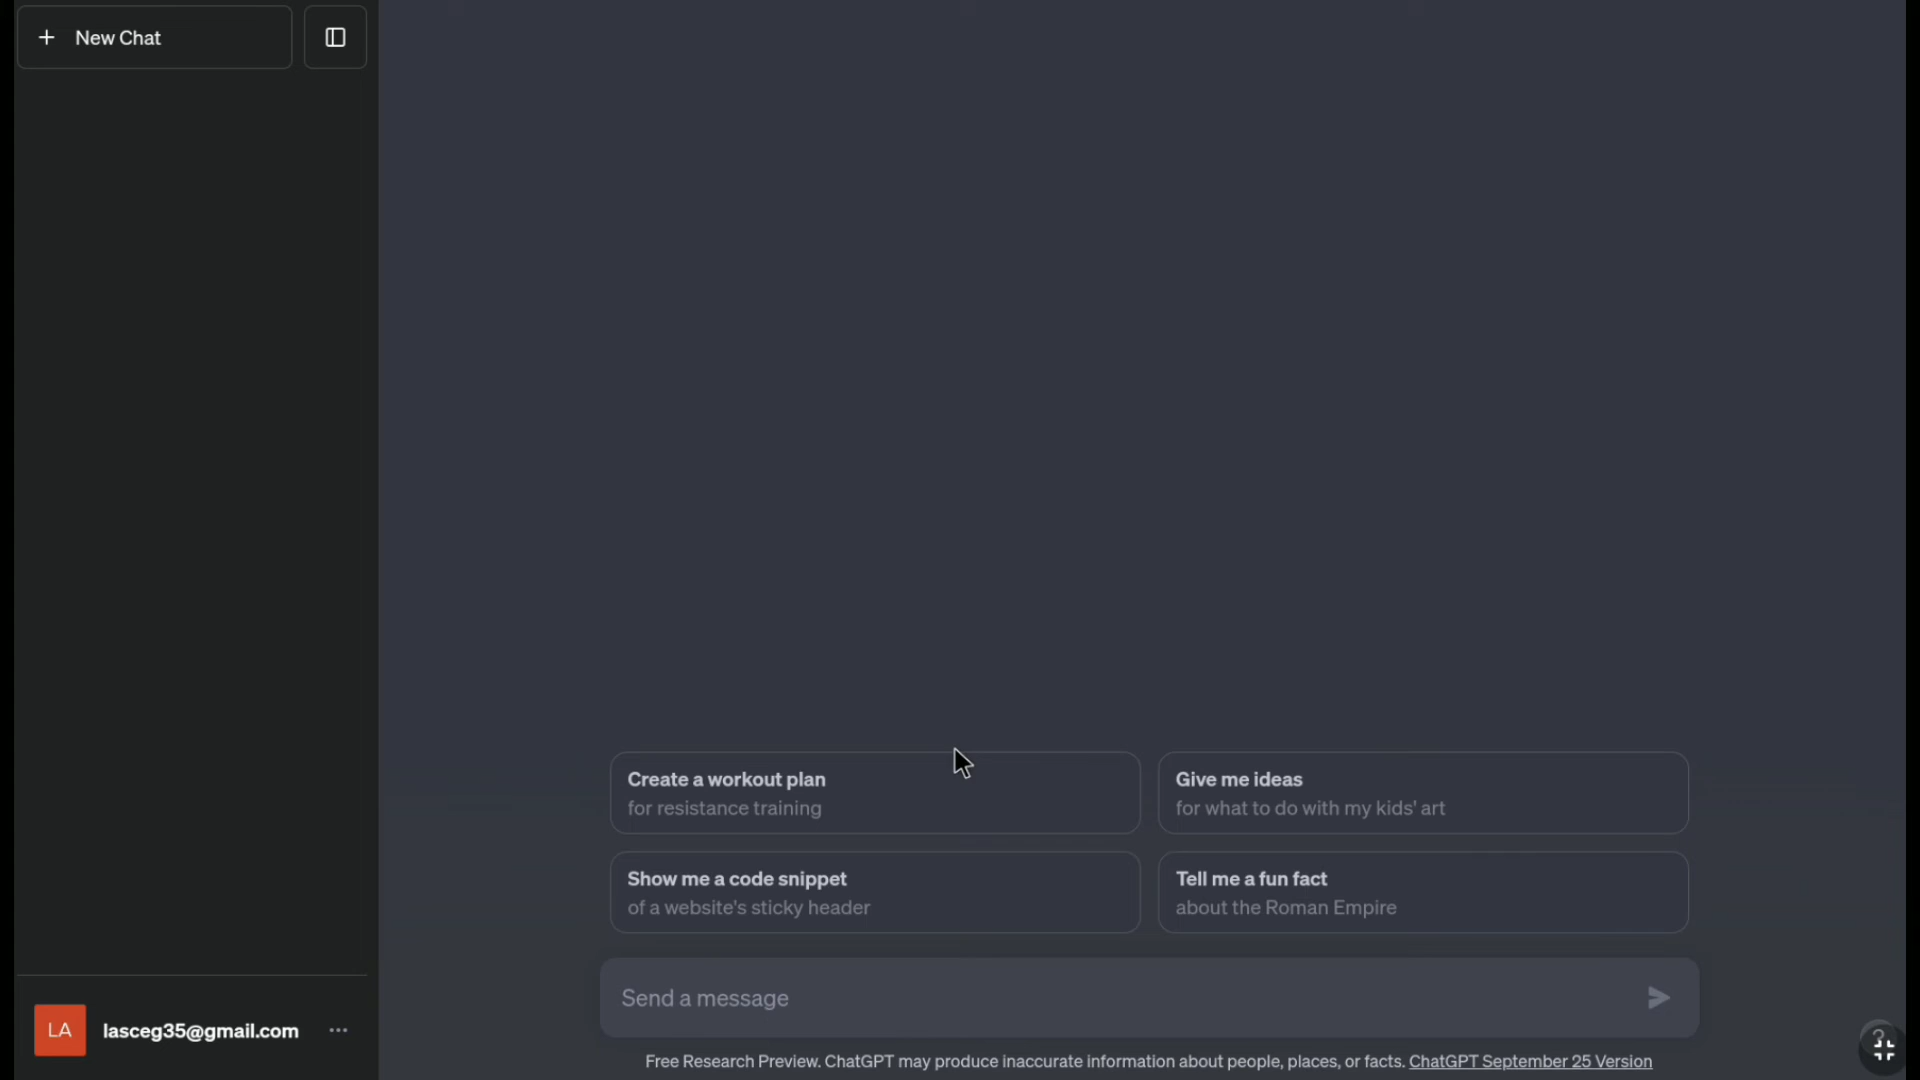 New Chat
Create a workout plan
for resistance training
Give me ideas
for what to do with my kids' art
Show me a code snippet
of a website's sticky header
Tell me a fun fact
about the Roman Empire
Send a message
LA lasceg35@gmail.com ···
Free Research Preview. ChatGPT may produce inaccurate information about people, places, or facts. ChatGPT September 25 Version
?